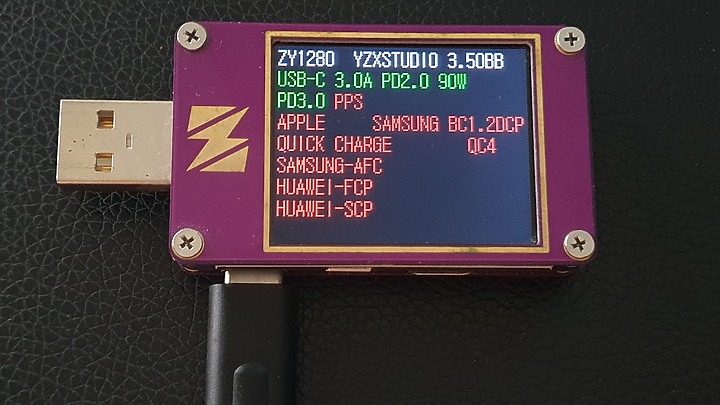 ZY1280 YZXSTUDIO 3.50BB
USB-C 3.0A PD2.0 90W
PD3.0 PPS
APPLE SAMSUNG BC1.2DCP
QUICK CHARGE QC4
SAMSUNG-AFC
HUAWEI-FCP
HUAWEI-SCP